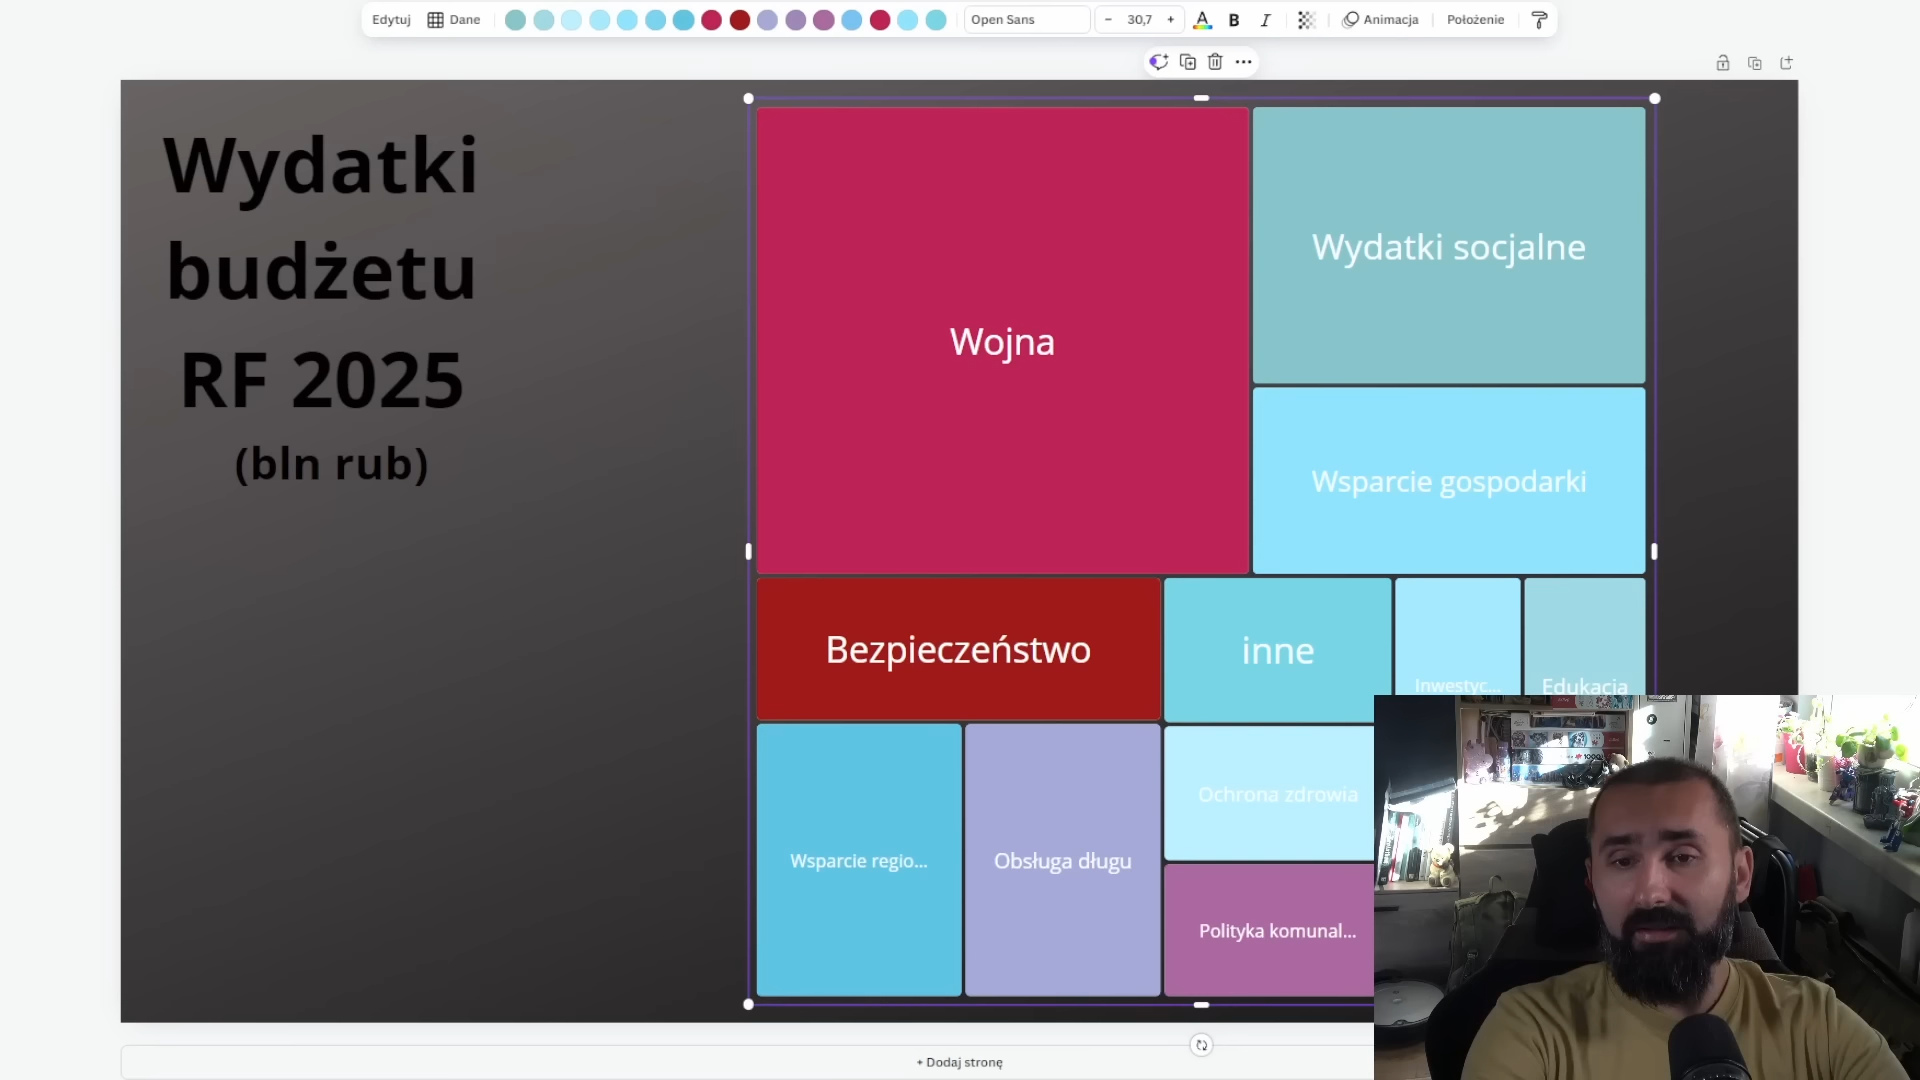 Edytuj Dane Open Sans – 30,7 + A B I Animacja Położenie
Wydatki
budżetu
RF 2025
(bln rub)
Wojna
Wydatki socjalne
Wsparcie gospodarki
Bezpieczeństwo
inne
Inwestyc...
Edukacja
Wsparcie regio...
Obsługa długu
Ochrona zdrowia
Polityka komunal...
+ Dodaj stronę